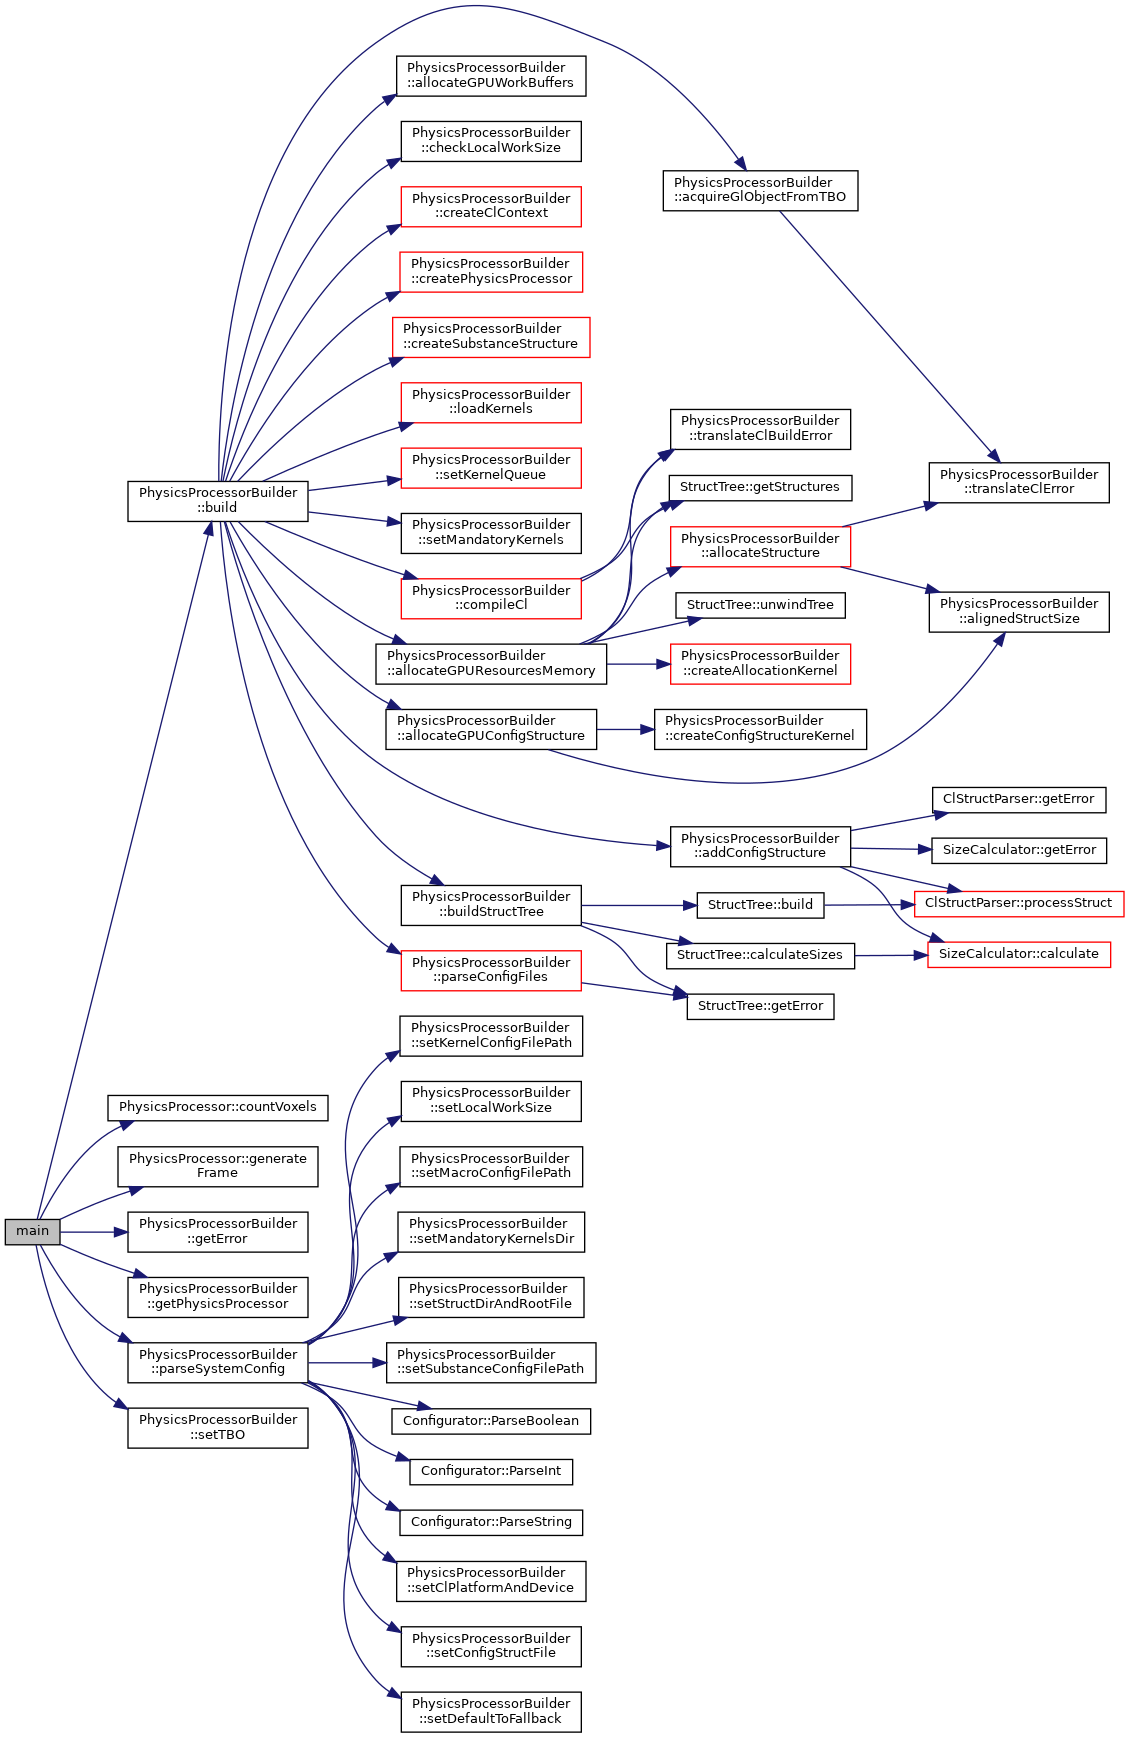 PhysicsProcessorBuilder
::allocateGPUWorkBuffers
PhysicsProcessorBuilder
::checkLocalWorkSize
PhysicsProcessorBuilder
::acquireGlObjectFromTBO
PhysicsProcessorBuilder
::createClContext
PhysicsProcessorBuilder
::createPhysicsProcessor
PhysicsProcessorBuilder
::createSubstanceStructure
PhysicsProcessorBuilder
::loadKernels
PhysicsProcessorBuilder
::translateClBuildError
PhysicsProcessorBuilder
::setKernelQueue
StructTree::getStructures
PhysicsProcessorBuilder
::translateClError
PhysicsProcessorBuilder
::build
PhysicsProcessorBuilder
::setMandatoryKernels
PhysicsProcessorBuilder
::allocateStructure
PhysicsProcessorBuilder
::compileCl
StructTree::unwindTree
PhysicsProcessorBuilder
::alignedStructSize
PhysicsProcessorBuilder
::allocateGPUResourcesMemory
PhysicsProcessorBuilder
::createAllocationKernel
PhysicsProcessorBuilder
::allocateGPUConfigStructure
PhysicsProcessorBuilder
::createConfigStructureKernel
ClStructParser::getError
PhysicsProcessorBuilder
::addConfigStructure
SizeCalculator::getError
PhysicsProcessorBuilder
::buildStructTree
StructTree::build
ClStructParser::processStruct
StructTree::calculateSizes
SizeCalculator::calculate
PhysicsProcessorBuilder
::parseConfigFiles
StructTree::getError
PhysicsProcessorBuilder
::setKernelConfigFilePath
PhysicsProcessorBuilder
::setLocalWorkSize
PhysicsProcessor::countVoxels
PhysicsProcessor::generate
Frame
PhysicsProcessorBuilder
::setMacroConfigFilePath
main
PhysicsProcessorBuilder
::getError
PhysicsProcessorBuilder
::setMandatoryKernelsDir
PhysicsProcessorBuilder
::getPhysicsProcessor
PhysicsProcessorBuilder
::setStructDirAndRootFile
PhysicsProcessorBuilder
::parseSystemConfig
PhysicsProcessorBuilder
::setSubstanceConfigFilePath
PhysicsProcessorBuilder
::setTBO
Configurator::ParseBoolean
Configurator::ParseInt
Configurator::ParseString
PhysicsProcessorBuilder
::setClPlatformAndDevice
PhysicsProcessorBuilder
::setConfigStructFile
PhysicsProcessorBuilder
::setDefaultToFallback